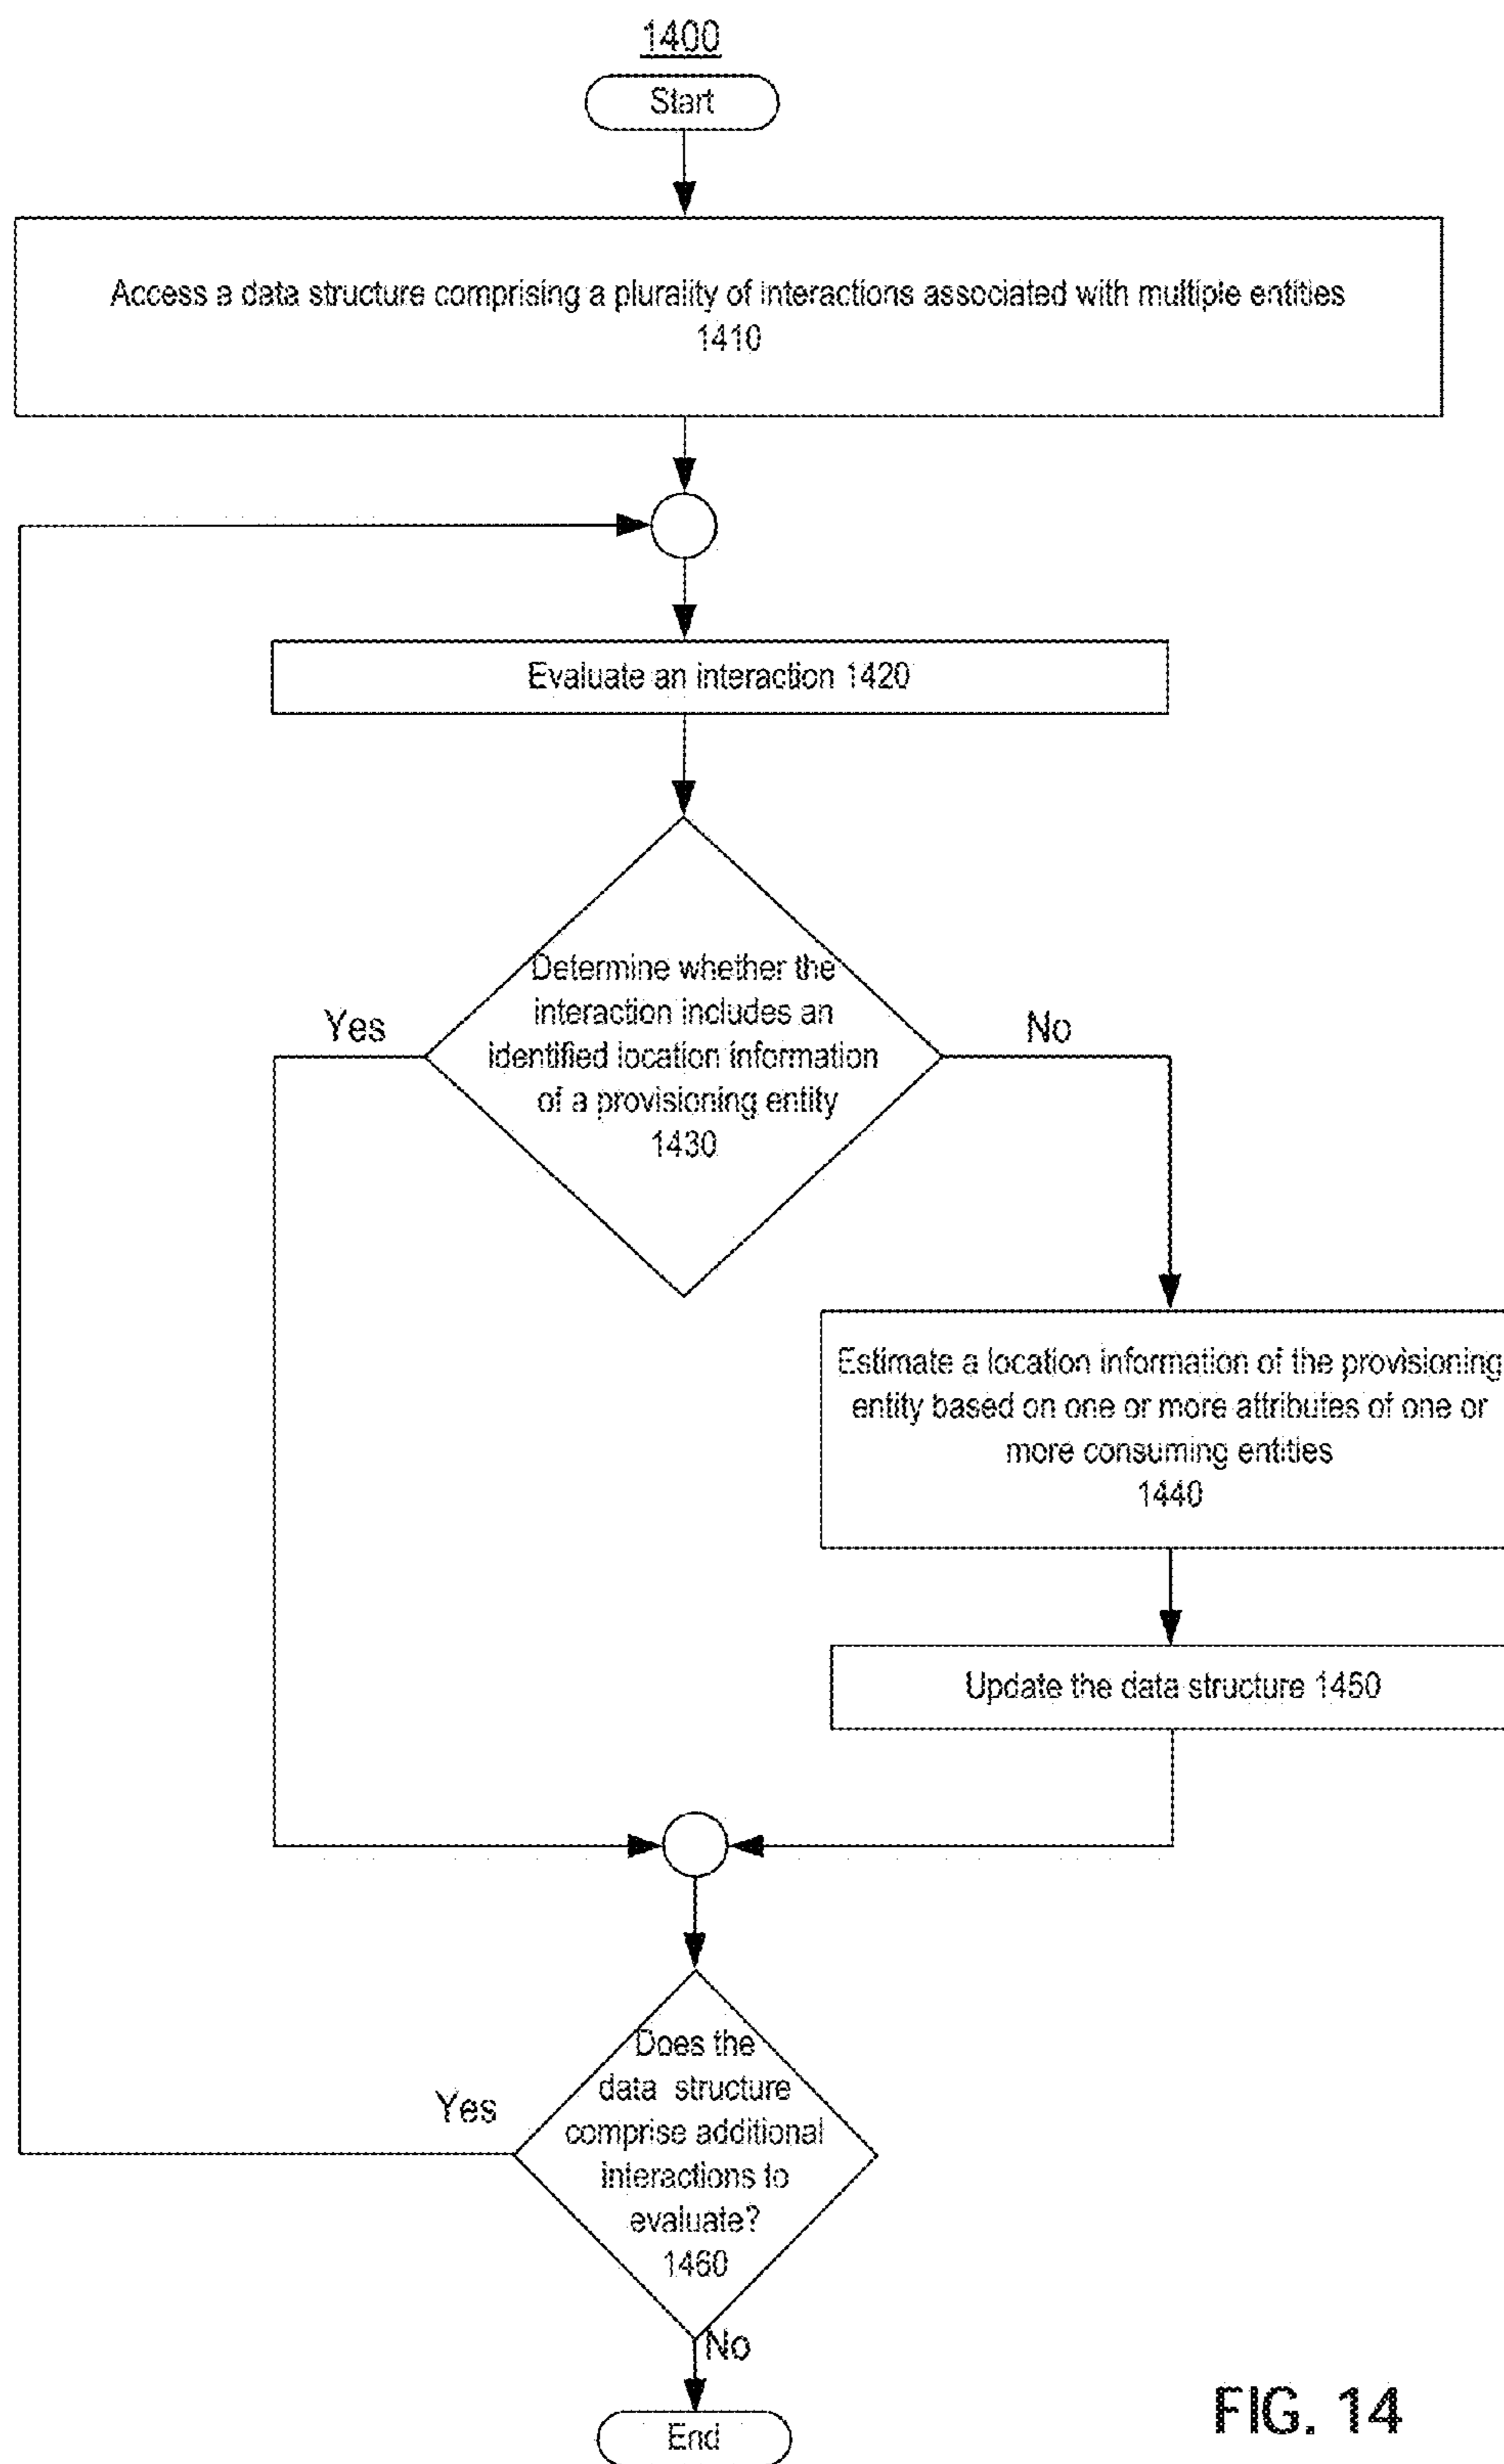 1400
Start
Access a data structure comprising a plurality of interactions associated with multiple entities
1410
Evaluate an interaction 1420
Determine whether the
interaction includes an
identified location information
of a provisioning entity
1430
Yes
No
Estimate a location information of the provisioning
entity based on one or more attributes of one or
more consuming entities
1440
Update the data structure 1450
Does the
data structure
comprise additional
interactions to
evaluate?
1460
Yes
No
End
FIG. 14